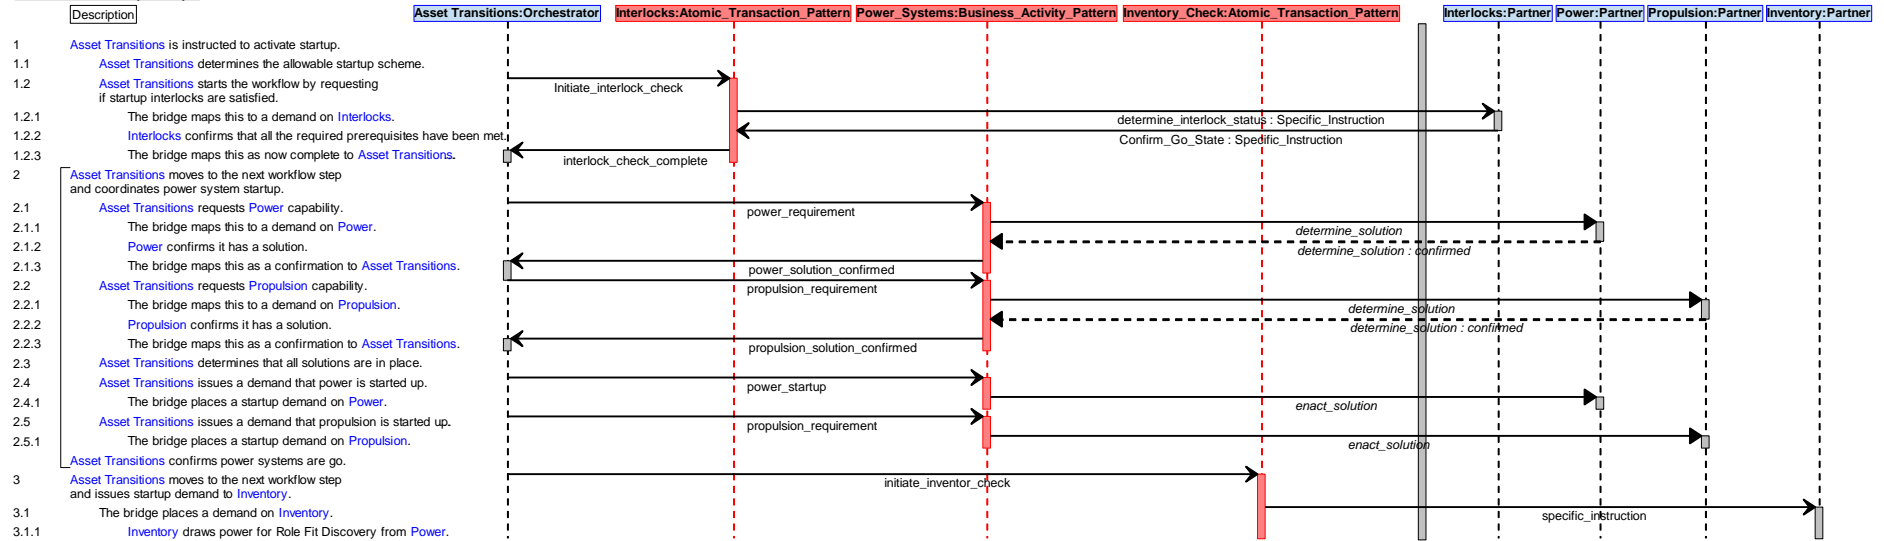 Description
Asset Transitions:Orchestrator
Interlocks:Atomic_Transaction_Pattern
Power_Systems:Business_Activity_Pattern
Inventory_Check:Atomic_Transaction_Pattern
Interlocks:Partner
Power:Partner
Propulsion:Partner
Inventory:Partner
1 Asset Transitions is instructed to activate startup.
1.1 Asset Transitions determines the allowable startup scheme.
1.2 Asset Transitions starts the workflow by requesting
if startup interlocks are satisfied.
Initiate_interlock_check
1.2.1 The bridge maps this to a demand on Interlocks.
determine_interlock_status : Specific_Instruction
1.2.2 Interlocks confirms that all the required prerequisites have been met.
Confirm_Go_State : Specific_Instruction
1.2.3 The bridge maps this as now complete to Asset Transitions.
interlock_check_complete
2 Asset Transitions moves to the next workflow step
and coordinates power system startup.
2.1 Asset Transitions requests Power capability.
power_requirement
2.1.1 The bridge maps this to a demand on Power.
determine_solution
2.1.2 Power confirms it has a solution.
determine_solution : confirmed
2.1.3 The bridge maps this as a confirmation to Asset Transitions.
power_solution_confirmed
2.2 Asset Transitions requests Propulsion capability.
propulsion_requirement
2.2.1 The bridge maps this to a demand on Propulsion.
determine_solution
2.2.2 Propulsion confirms it has a solution.
determine_solution : confirmed
2.2.3 The bridge maps this as a confirmation to Asset Transitions.
propulsion_solution_confirmed
2.3 Asset Transitions determines that all solutions are in place.
2.4 Asset Transitions issues a demand that power is started up.
power_startup
2.4.1 The bridge places a startup demand on Power.
enact_solution
2.5 Asset Transitions issues a demand that propulsion is started up.
propulsion_requirement
2.5.1 The bridge places a startup demand on Propulsion.
enact_solution
Asset Transitions confirms power systems are go.
3 Asset Transitions moves to the next workflow step
and issues startup demand to Inventory.
initiate_inventor_check
3.1 The bridge places a demand on Inventory.
specific_instruction
3.1.1 Inventory draws power for Role Fit Discovery from Power.